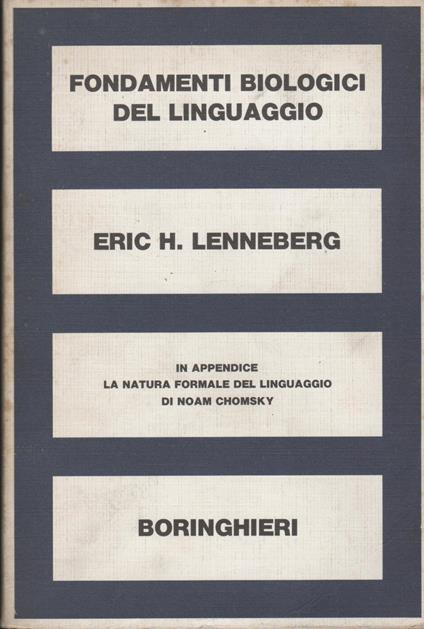 FONDAMENTI BIOLOGICI
DEL LINGUAGGIO
ERIC H. LENNEBERG
IN APPENDICE
LA NATURA FORMALE DEL LINGUAGGIO
DI NOAM CHOMSKY
BORINGHIERI